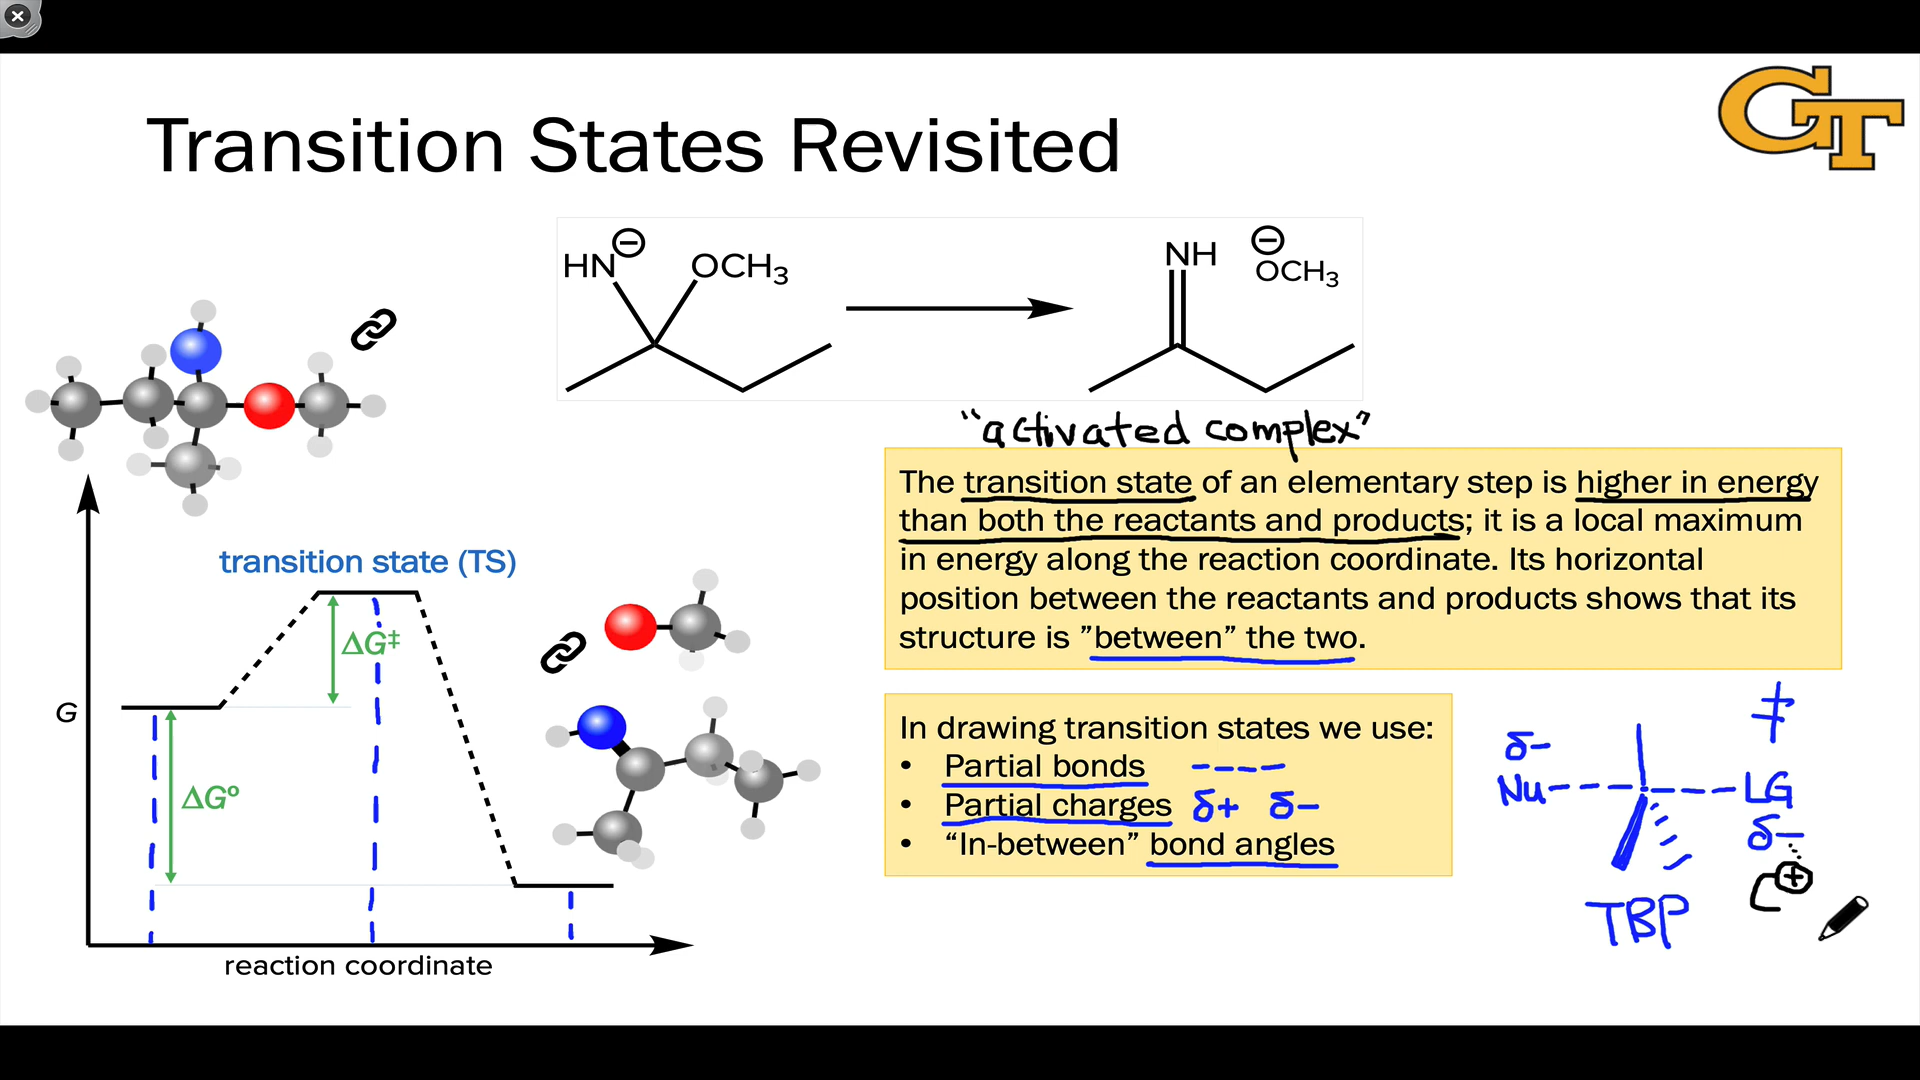 GT
Transition States Revisited
HN⊖ OCH₃
NH ⊖OCH₃
“activated complex”
The transition state of an elementary step is higher in energy
than both the reactants and products; it is a local maximum
in energy along the reaction coordinate. Its horizontal
position between the reactants and products shows that its
structure is ”between” the two.
transition state (TS)
ΔG‡
G
ΔG°
reaction coordinate
In drawing transition states we use:
• Partial bonds ----
• Partial charges δ+ δ−
• “In-between” bond angles
‡
δ−
Nu LG
δ−
⊕
TBP